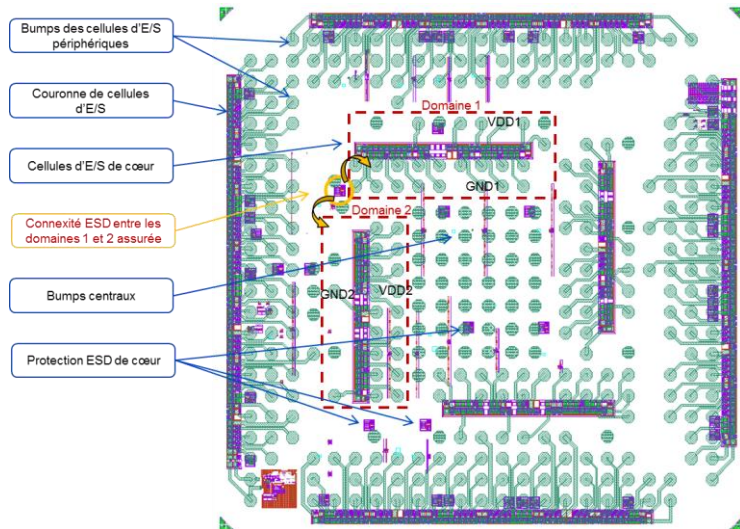 Bumps des cellules d'E/S
périphériques
Couronne de cellules
d'E/S
Cellules d'E/S de cœur
Connexité ESD entre les
domaines 1 et 2 assurée
Bumps centraux
Protection ESD de cœur
Domaine 1
VDD1
GND1
Domaine 2
GND2
VDD2